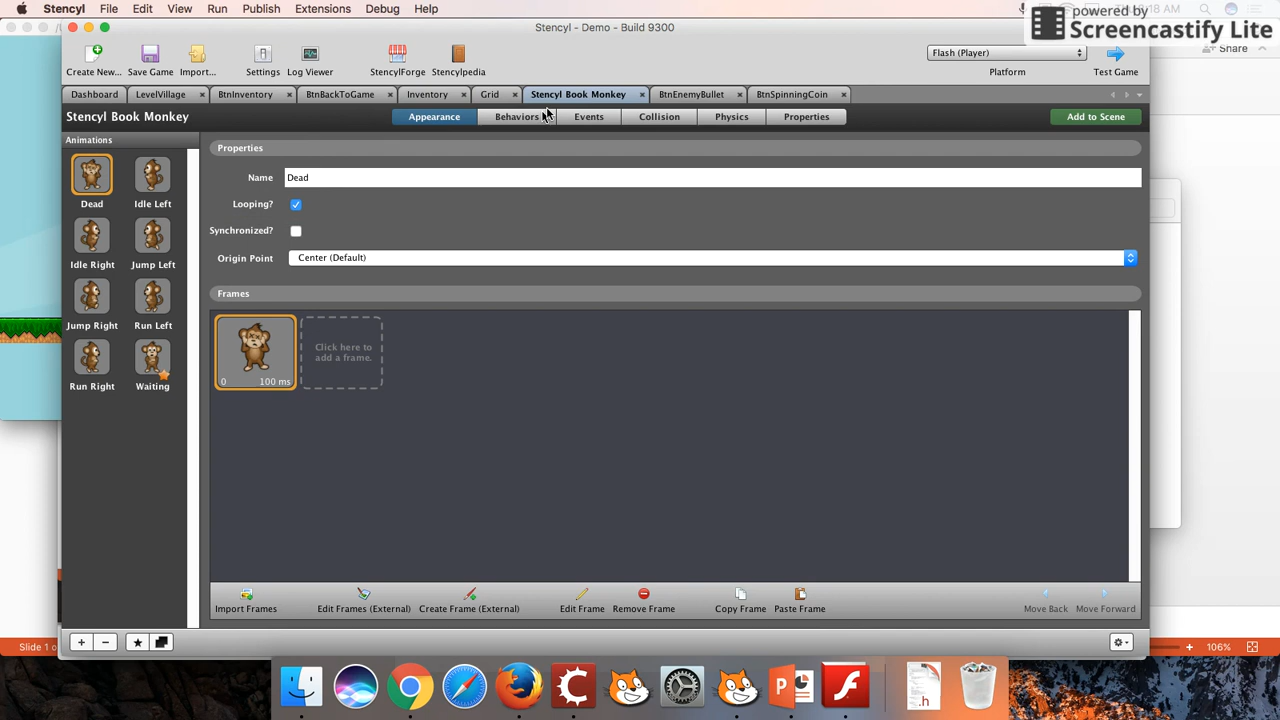 Stencyl File Edit View Run Publish Extensions Debug Help
18 AM
powered by
Screencastify Lite
Share
Stencyl - Demo - Build 9300
Create New... Save Game Import... Settings Log Viewer StencylForge Stencylpedia
Flash (Player)
Platform
Test Game
Dashboard LevelVillage BtnInventory BtnBackToGame Inventory Grid Stencyl Book Monkey BtnEnemyBullet BtnSpinningCoin
Stencyl Book Monkey
Appearance Behaviors Events Collision Physics Properties
Add to Scene
Animations
Dead Idle Left
Idle Right Jump Left
Jump Right Run Left
Run Right Waiting
Properties
Name Dead
Looping?
Synchronized?
Origin Point Center (Default)
Frames
0 100 ms
Click here to
add a frame.
Import Frames Edit Frames (External) Create Frame (External) Edit Frame Remove Frame Copy Frame Paste Frame Move Back Move Forward
Slide 1 o
106%
.h